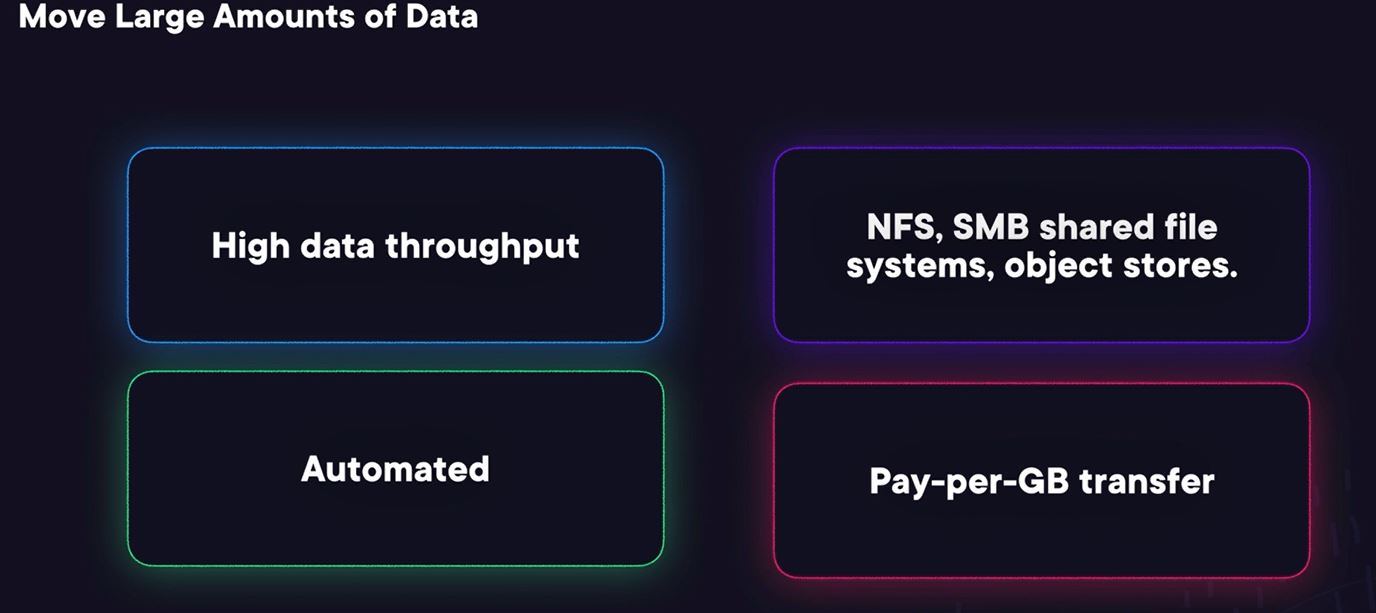 Move Large Amounts of Data
High data throughput
NFS, SMB shared file
systems, object stores.
Automated
Pay-per-GB transfer